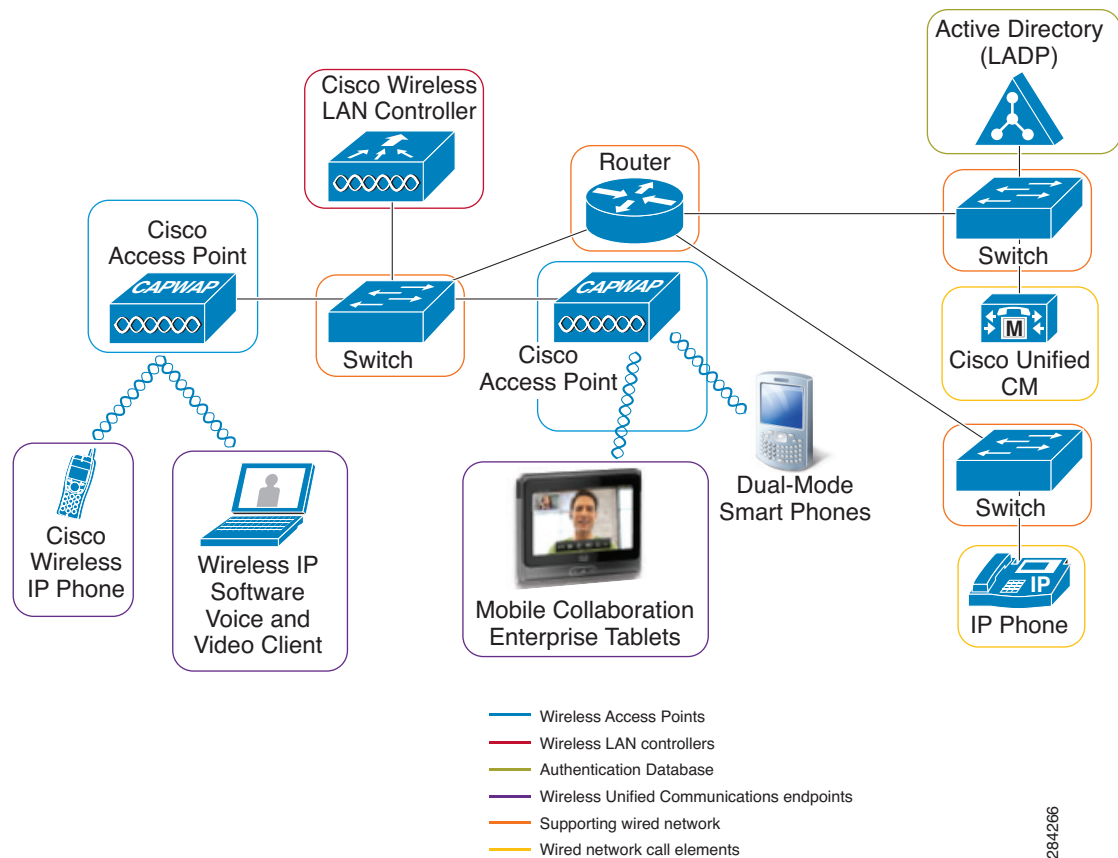 Active Directory
(LADP)
Cisco Wireless
LAN Controller
Router
Cisco
Access Point
CAPWAP
Switch
CAPWAP
Cisco
Access Point
Switch
M
Cisco Unified
CM
Switch
IP
IP Phone
Dual-Mode
Smart Phones
Cisco
Wireless
IP Phone
Wireless IP
Software
Voice and
Video Client
Mobile Collaboration
Enterprise Tablets
Wireless Access Points
Wireless LAN controllers
Authentication Database
Wireless Unified Communications endpoints
Supporting wired network
Wired network call elements
284266